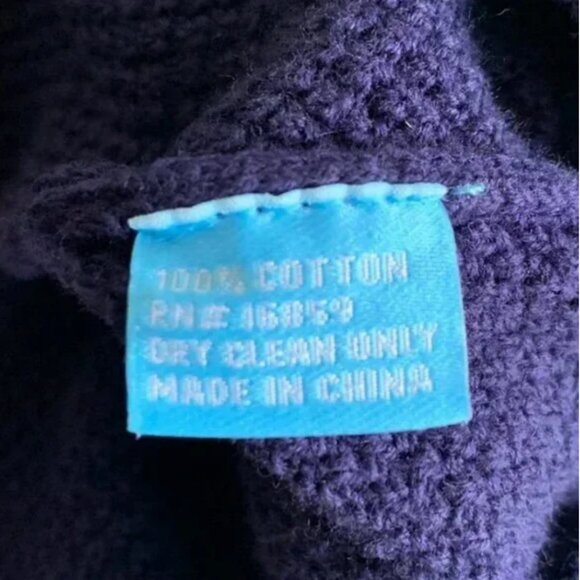 100% COTTON
RN# 16859
DRY CLEAN ONLY
MADE IN CHINA